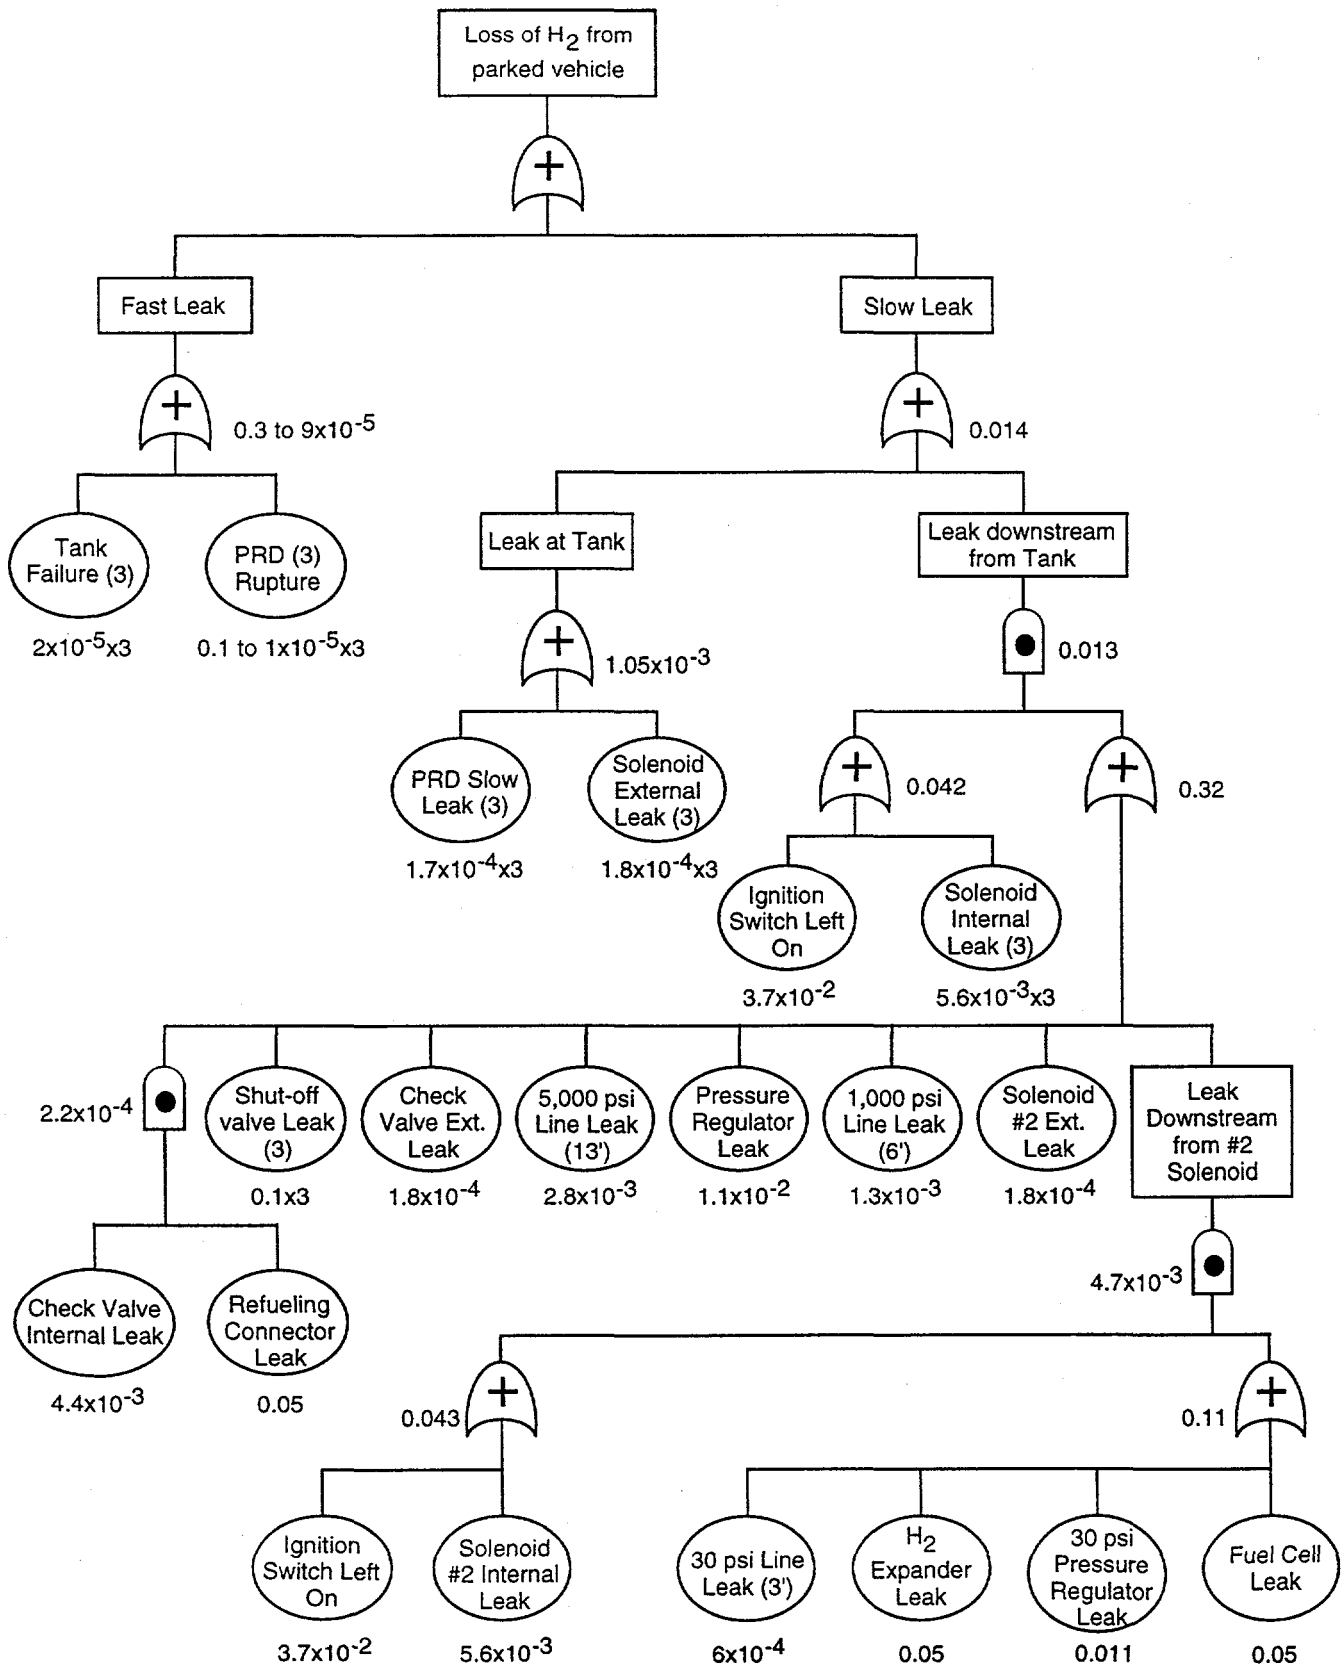 Loss of H2 from
parked vehicle
+
Fast Leak
Slow Leak
+
0.3 to 9x10-5
+
0.014
Tank
Failure (3)
2x10-5x3
PRD (3)
Rupture
0.1 to 1x10-5x3
Leak at Tank
Leak downstream
from Tank
+
1.05x10-3
0.013
PRD Slow
Leak (3)
1.7x10-4x3
Solenoid
External
Leak (3)
1.8x10-4x3
+
0.042
+
0.32
Ignition
Switch Left
On
3.7x10-2
Solenoid
Internal
Leak (3)
5.6x10-3x3
2.2x10-4
Shut-off
valve Leak
(3)
0.1x3
Check
Valve Ext.
Leak
1.8x10-4
5,000 psi
Line Leak
(13')
2.8x10-3
Pressure
Regulator
Leak
1.1x10-2
1,000 psi
Line Leak
(6')
1.3x10-3
Solenoid
#2 Ext.
Leak
1.8x10-4
Leak
Downstream
from #2
Solenoid
Check Valve
Internal Leak
4.4x10-3
Refueling
Connector
Leak
0.05
4.7x10-3
+
0.043
+
0.11
Ignition
Switch Left
On
3.7x10-2
Solenoid
#2 Internal
Leak
5.6x10-3
30 psi Line
Leak (3')
6x10-4
H2
Expander
Leak
0.05
30 psi
Pressure
Regulator
Leak
0.011
Fuel Cell
Leak
0.05